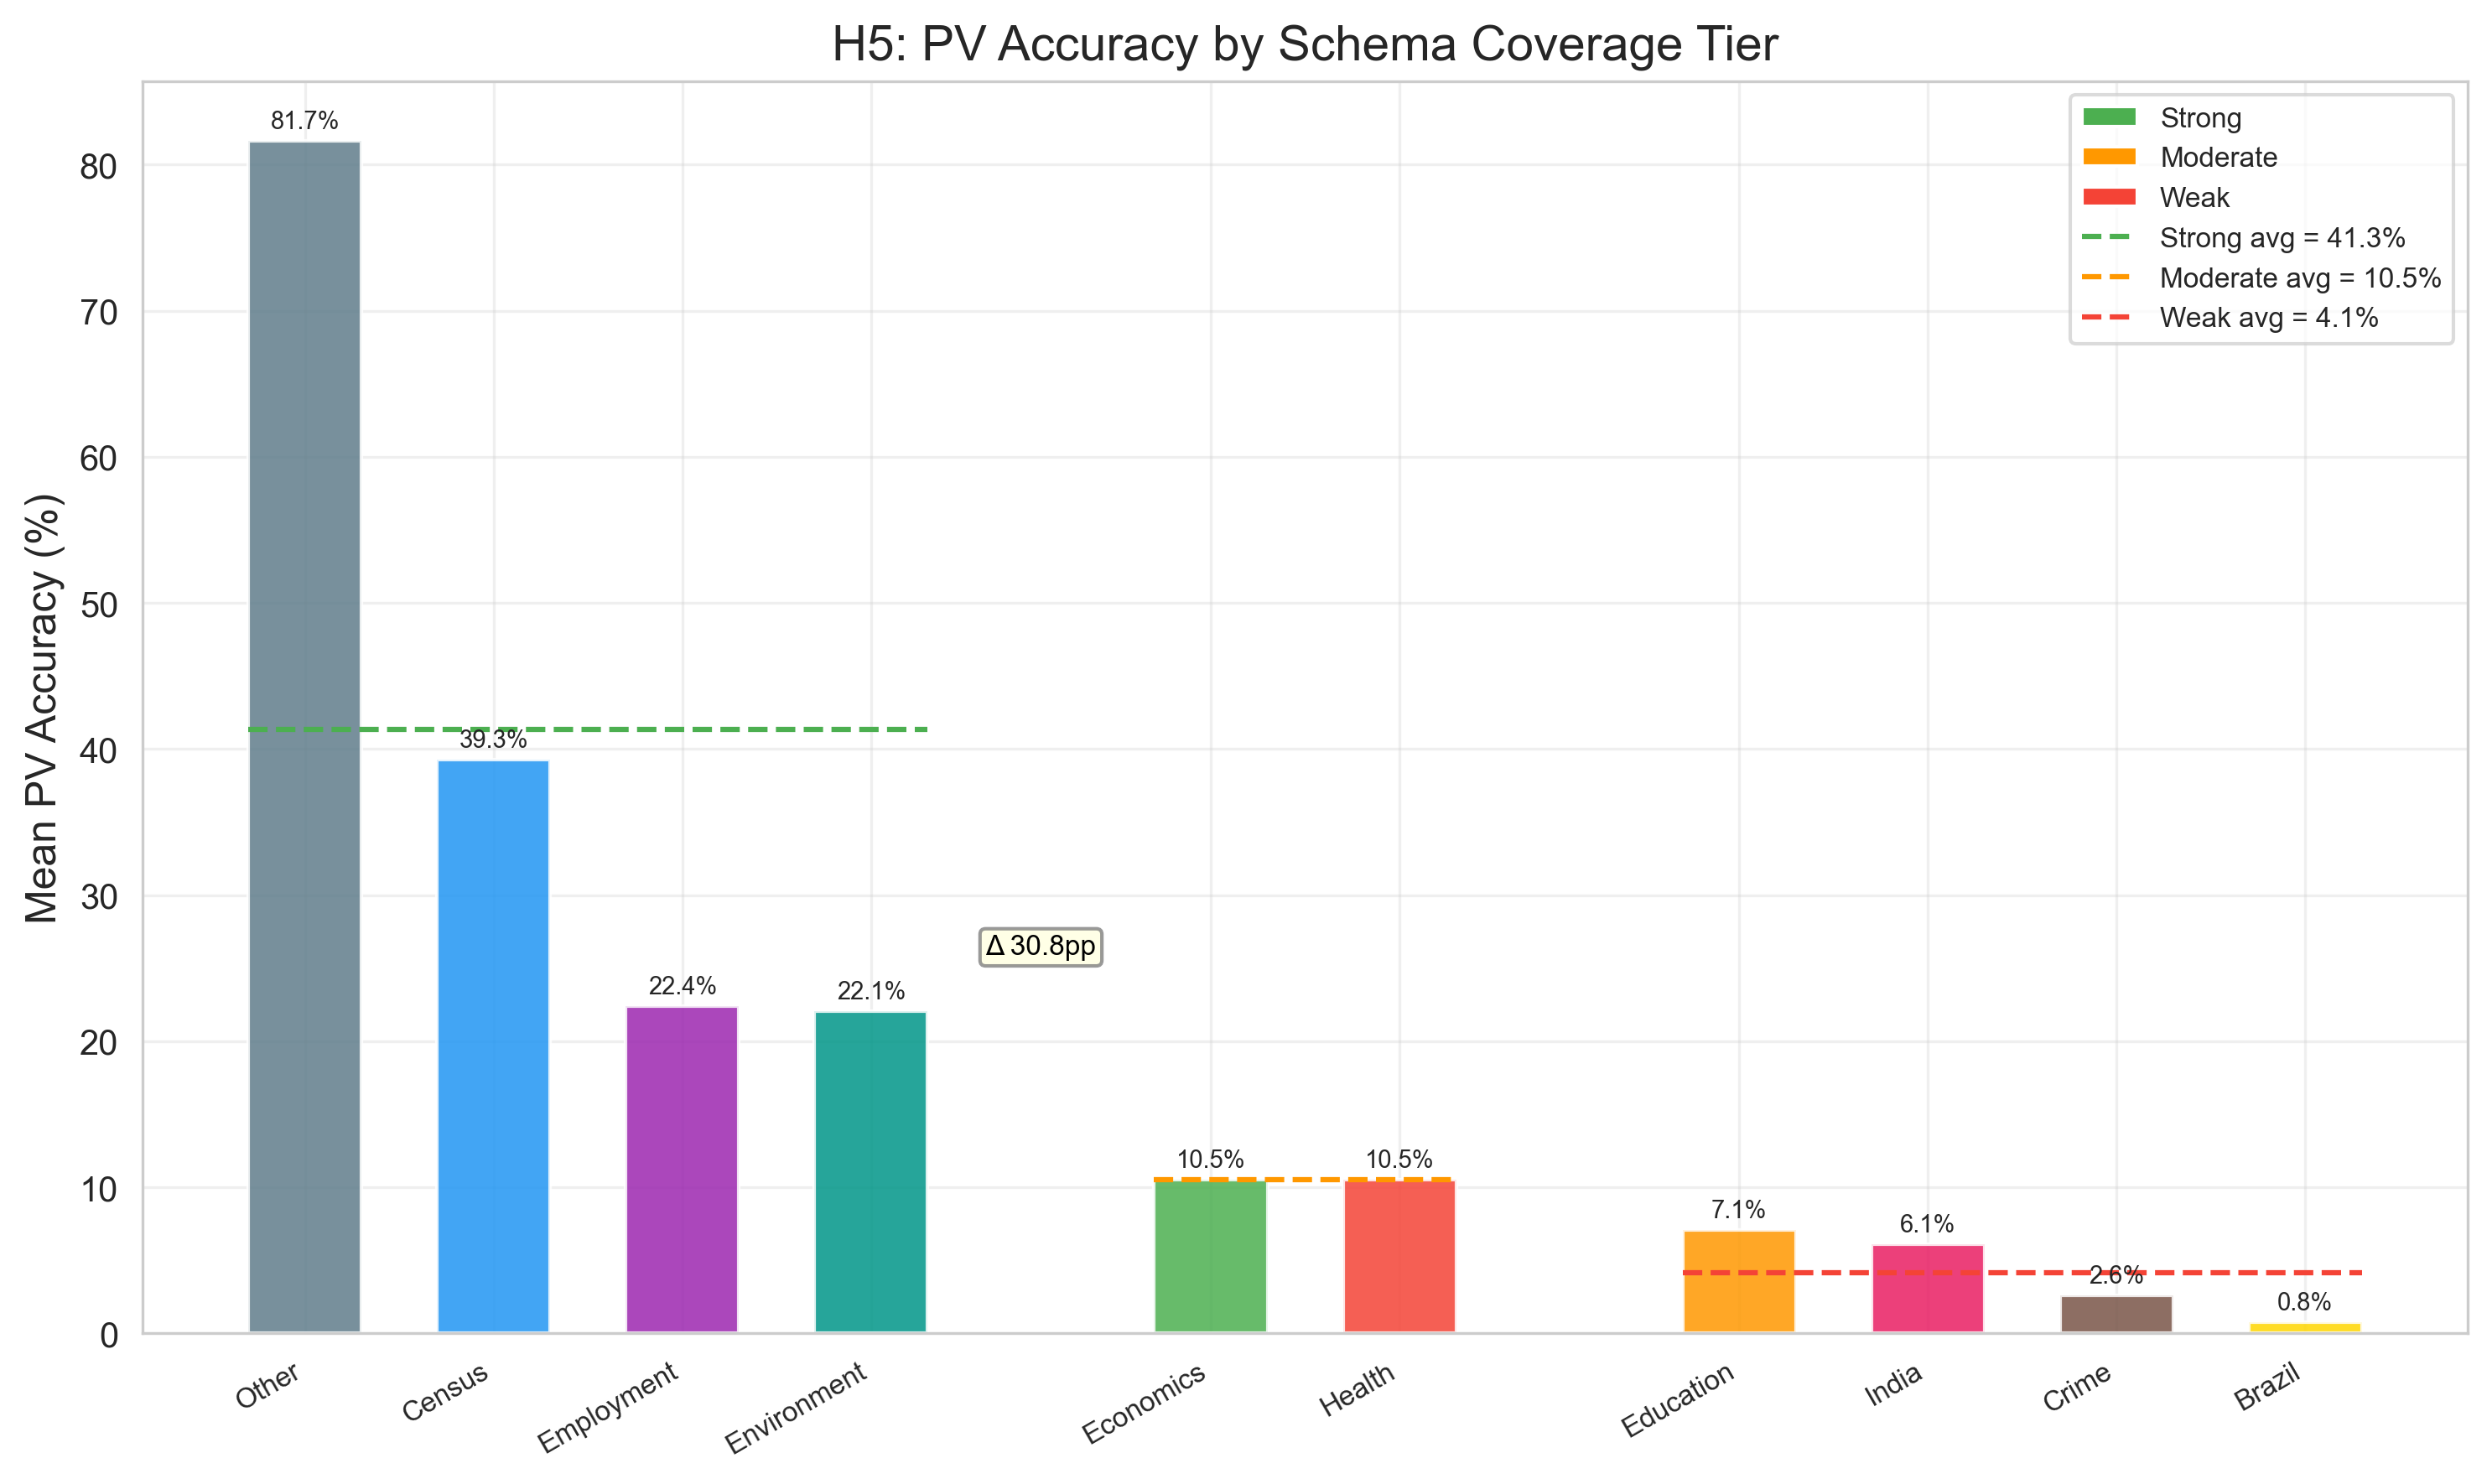 H5: PV Accuracy by Schema Coverage Tier
Mean PV Accuracy (%)
80
70
60
50
40
30
20
10
0
81.7%
39.3%
22.4%
22.1%
Δ 30.8pp
10.5%
10.5%
7.1%
6.1%
2.6%
0.8%
Strong
Moderate
Weak
Strong avg = 41.3%
Moderate avg = 10.5%
Weak avg = 4.1%
Other
Census
Employment
Environment
Economics
Health
Education
India
Crime
Brazil